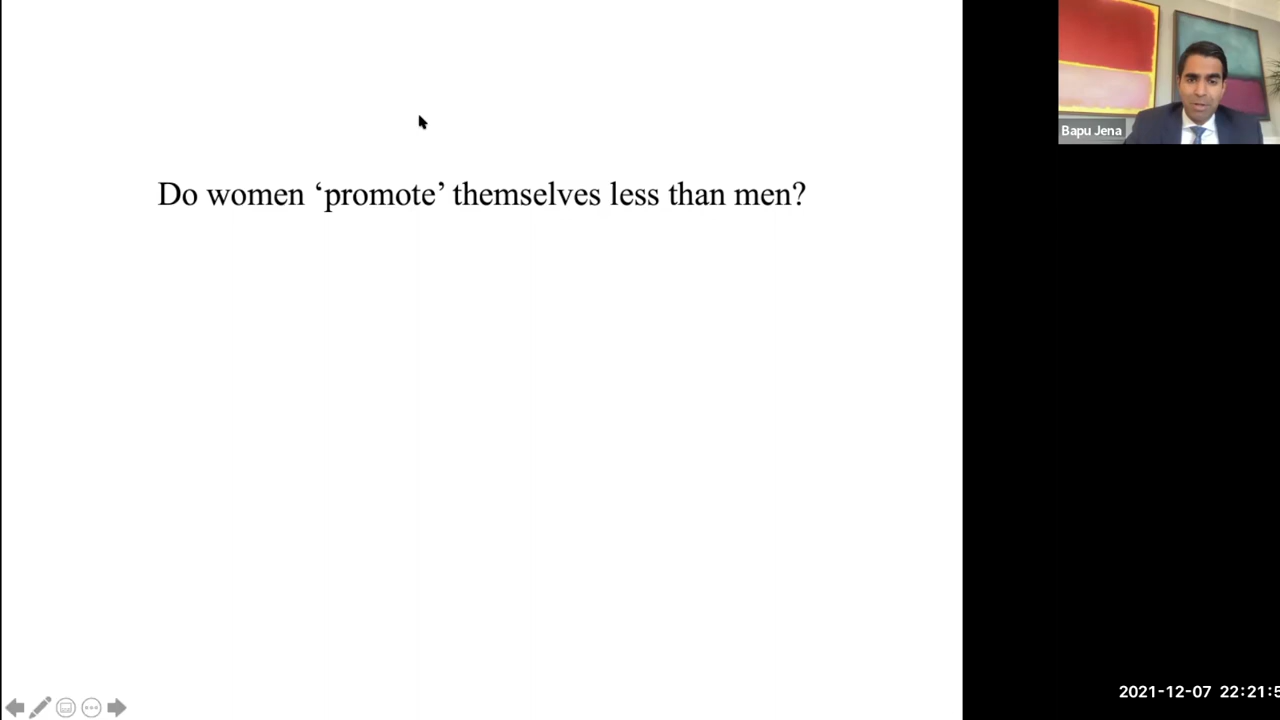 Bapu Jena
Do women ‘promote’ themselves less than men?
2021-12-07 22:21:5